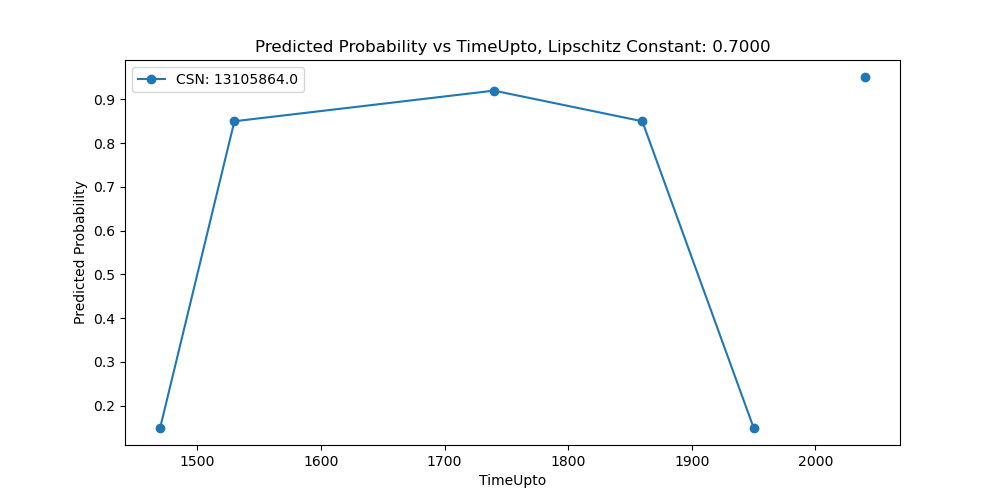 Predicted Probability vs TimeUpto, Lipschitz Constant: 0.7000
CSN: 13105864.0
Predicted Probability
0.9
0.8
0.7
0.6
0.5
0.4
0.3
0.2
1500 1600 1700 1800 1900 2000
TimeUpto